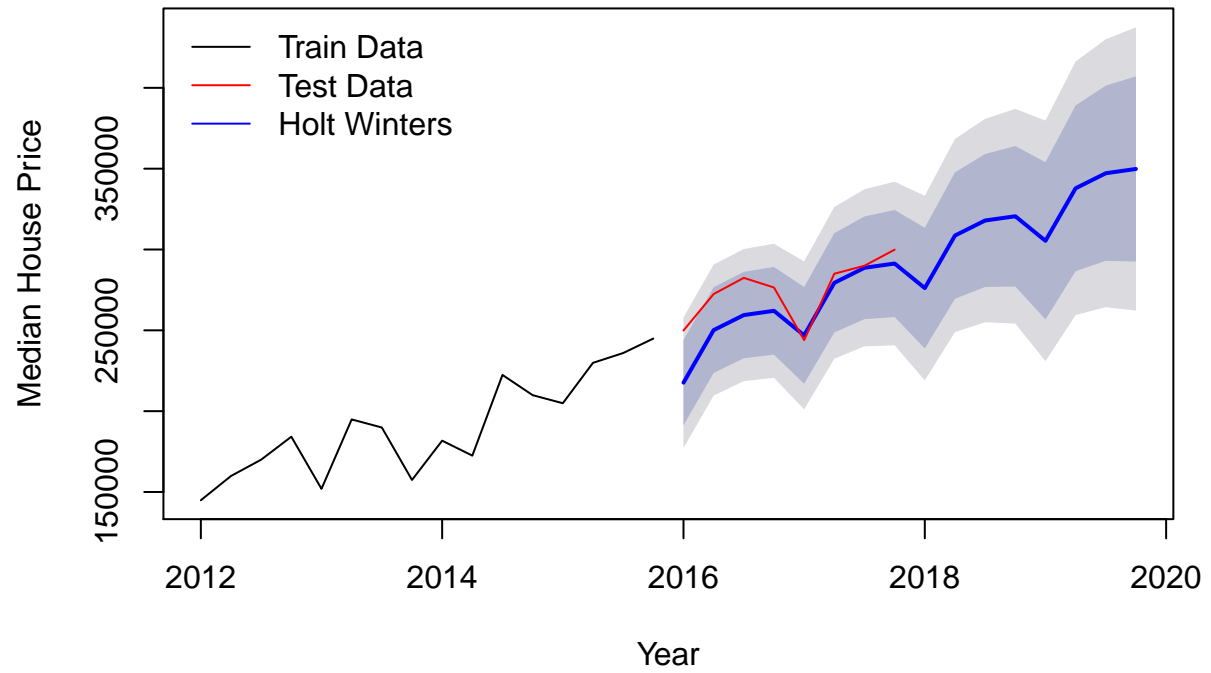 Train Data
Test Data
Holt Winters
Median House Price
350000
250000
150000
2012 2014 2016 2018 2020
Year